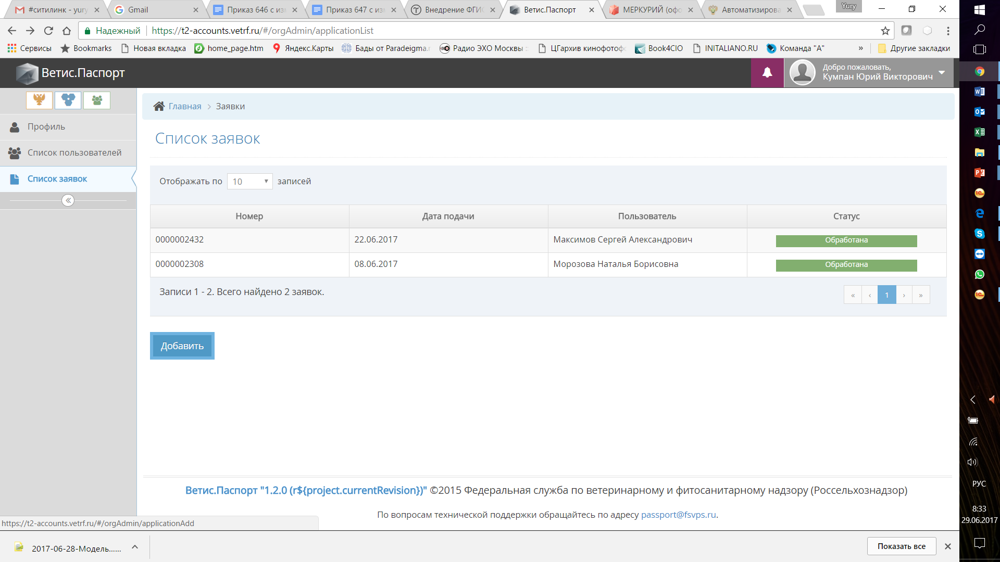 #ситилинк - yury
Gmail
Приказ 646 с из
Приказ 647 с из
Внедрение ФГИ
Ветис.Паспорт
МЕРКУРИЙ (офо
Автоматизирова
Yury
Надежный
https://t2-accounts.vetrf.ru/#/orgAdmin/applicationList
Сервисы
Bookmarks
Новая вкладка
home_page.htm
Яндекс.Карты
Бады от Paradeigma.
Радио ЭХО Москвы :
ЦГархив кинофотоф
Book4CIO
INITALIANO.RU
Команда "А"
»
Другие закладки
Ветис.Паспорт
Добро пожаловать,
Кумпан Юрий Викторович
Главная > Заявки
Профиль
Список пользователей
Список заявок
«
Список заявок
Отображать по 10 записей
Номер Дата подачи Пользователь Статус
0000002432 22.06.2017 Максимов Сергей Александрович Обработана
0000002308 08.06.2017 Морозова Наталья Борисовна Обработана
Записи 1 - 2. Всего найдено 2 заявок.
« ‹ 1 › »
Добавить
Ветис.Паспорт "1.2.0 (r${project.currentRevision})" ©2015 Федеральная служба по ветеринарному и фитосанитарному надзору (Россельхознадзор)
По вопросам технической поддержки обращайтесь по адресу passport@fsvps.ru.
https://t2-accounts.vetrf.ru/#/orgAdmin/applicationAdd
2017-06-28-Модель......
Показать все
РУС
8:33
29.06.2017